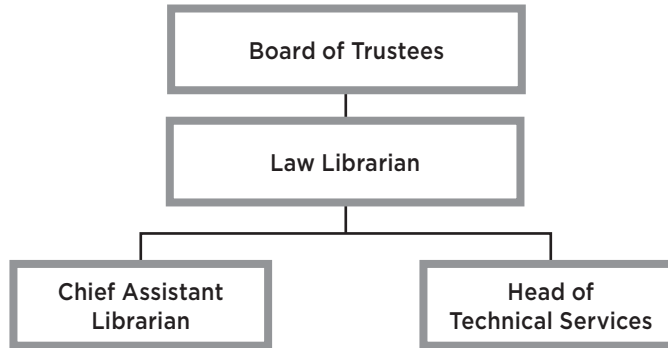 Board of Trustees
Law Librarian
Chief Assistant
Librarian
Head of
Technical Services